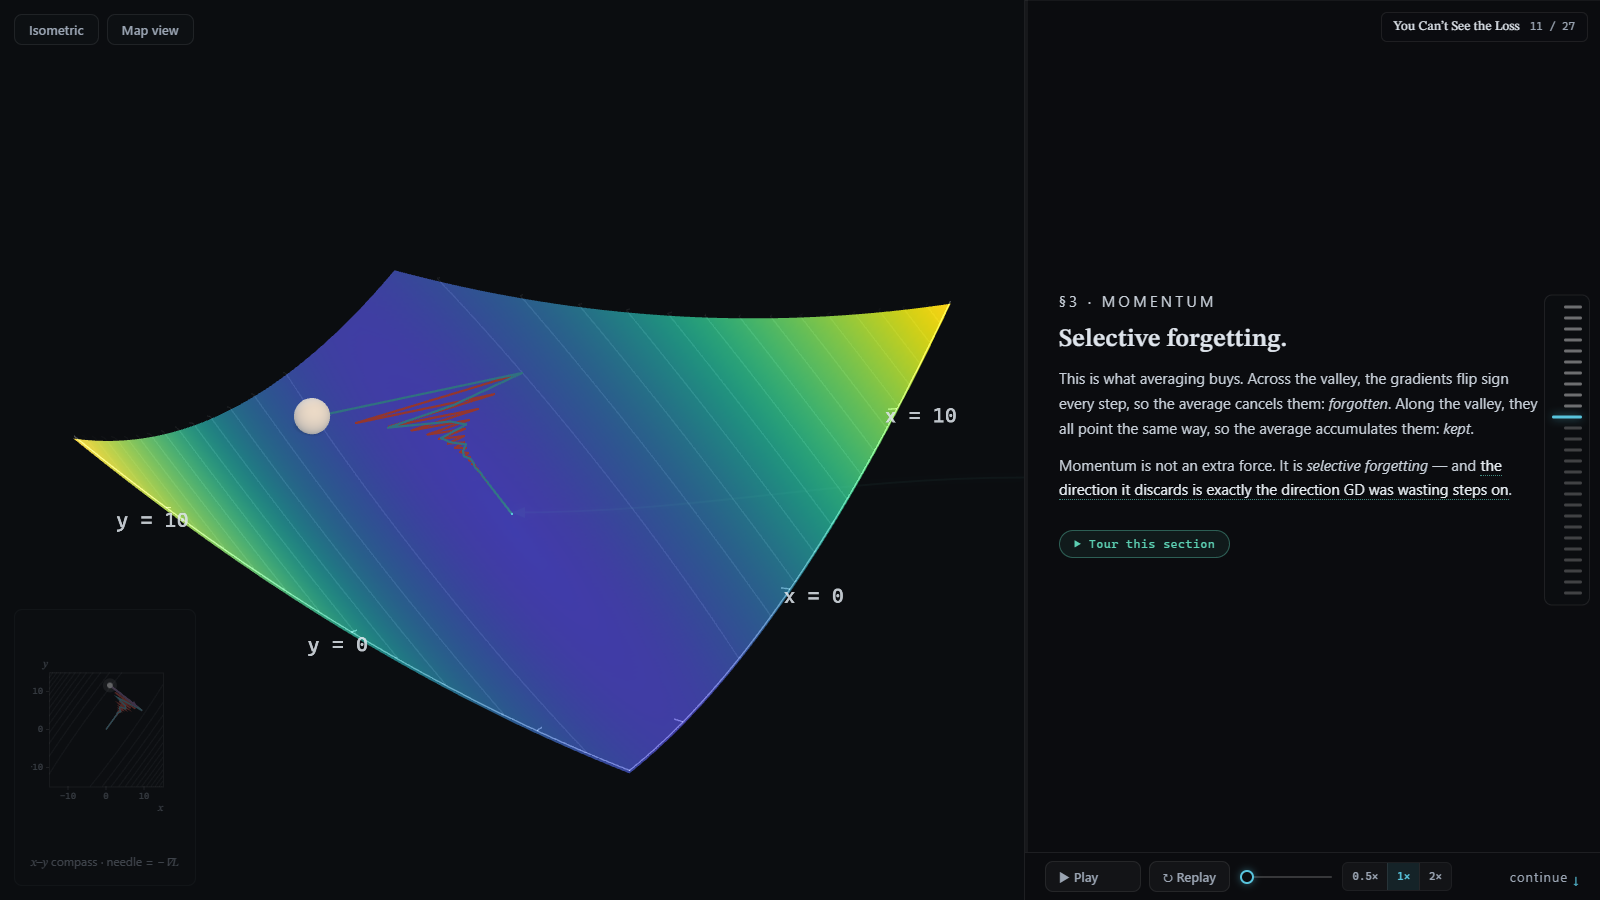 Isometric
Map view
You Can't See the Loss 11 / 27
x = 10
y = 10
x = 0
y = 0
y
10
0
-10
-10 0 10
x
x–y compass · needle = −∇L
§3 · MOMENTUM
Selective forgetting.
This is what averaging buys. Across the valley, the gradients flip sign
every step, so the average cancels them: forgotten. Along the valley, they
all point the same way, so the average accumulates them: kept.
Momentum is not an extra force. It is selective forgetting — and the
direction it discards is exactly the direction GD was wasting steps on.
▶ Tour this section
▶ Play
↻ Replay
0.5× 1× 2×
continue ↓